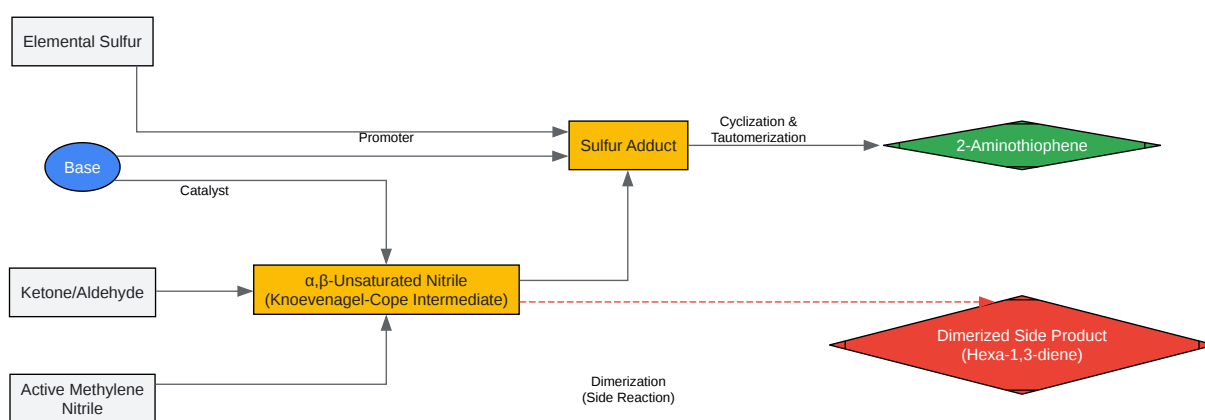 Elemental Sulfur
Promoter
Base
Catalyst
Sulfur Adduct
Cyclization &
Tautomerization
2-Aminothiophene
Ketone/Aldehyde
α,β-Unsaturated Nitrile
(Knoevenagel-Cope Intermediate)
Dimerized Side Product
(Hexa-1,3-diene)
Active Methylene
Nitrile
Dimerization
(Side Reaction)